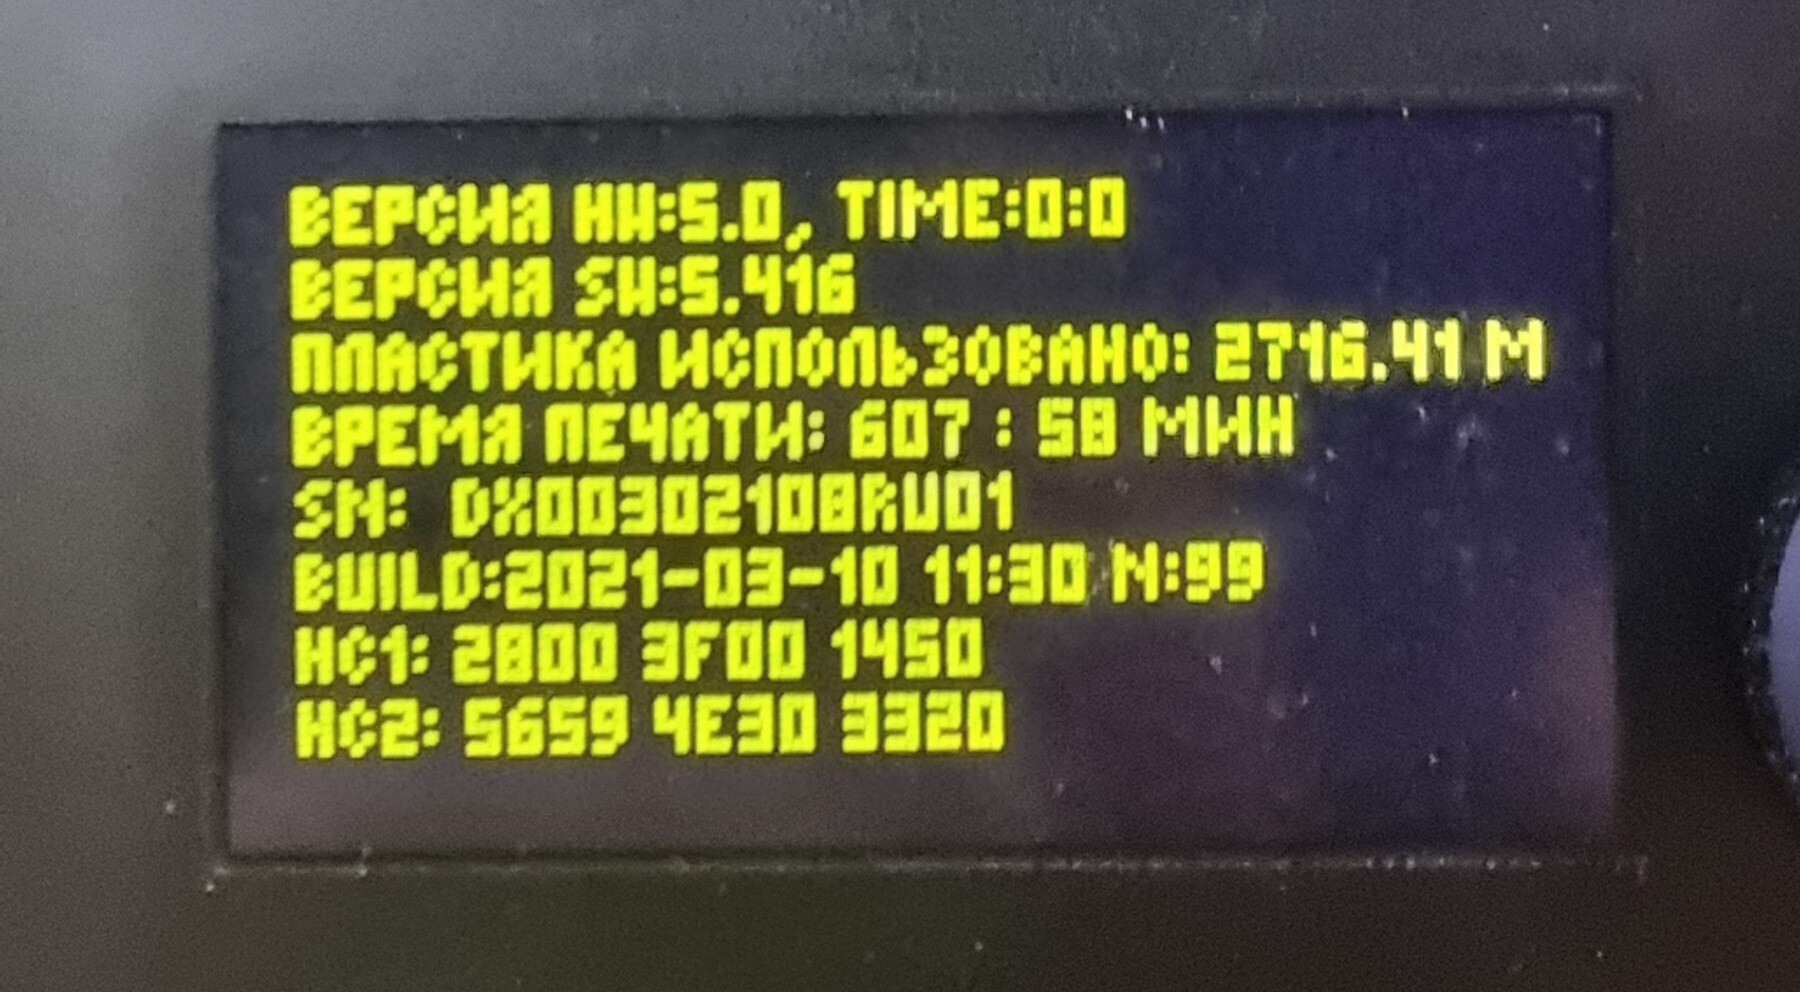 ВЕРСИЯ HW:5.0, TIME:0:0
ВЕРСИЯ SW:5.416
ПЛАСТИКА ИСПОЛЬЗОВАНО: 2716.41 М
ВРЕМЯ ПЕЧАТИ: 607 : 58 МИН
SN: DX00302108RU01
BUILD:2021-03-10 11:30 N:99
HC1: 2800 3F00 1450
HC2: 5659 4E30 3320